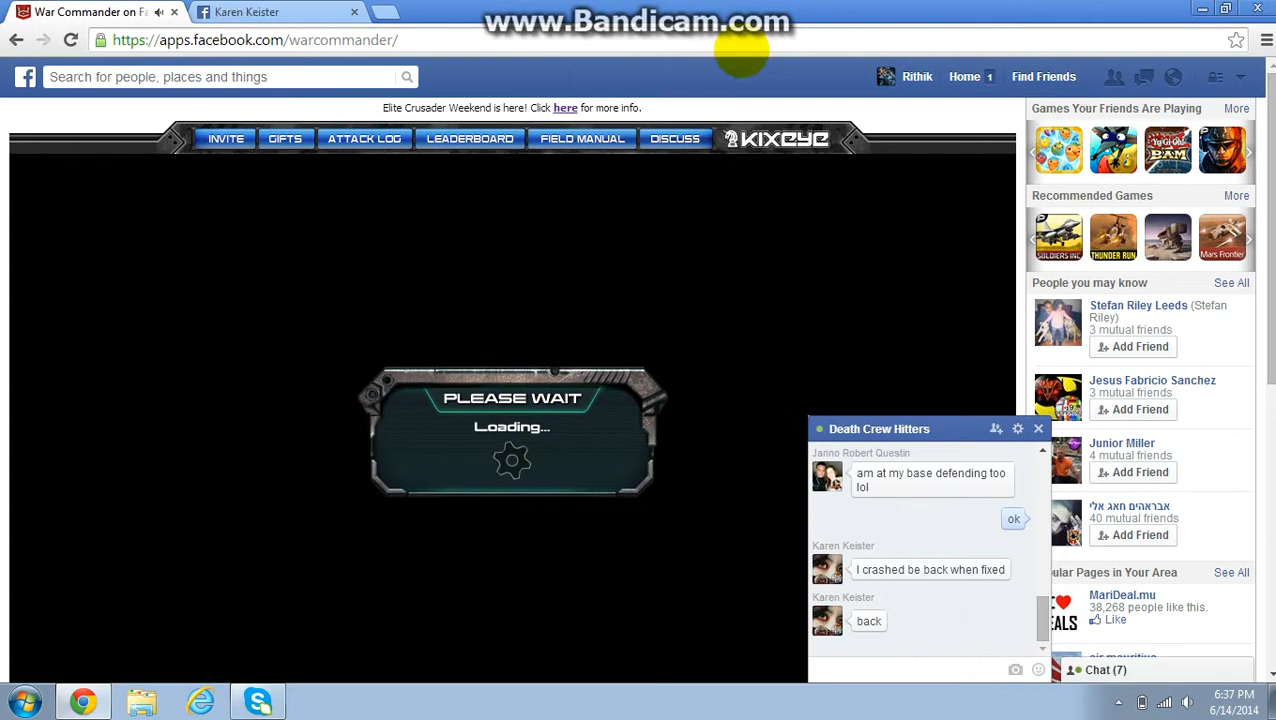 War Commander on Fa
Karen Keister
www.Bandicam.com
https://apps.facebook.com/warcommander/
Search for people, places and things
Rithik
Home 1
Find Friends
Elite Crusader Weekend is here! Click here for more info.
INVITE
GIFTS
ATTACK LOG
LEADERBOARD
FIELD MANUAL
DISCUSS
KIXEYE
PLEASE WAIT
Loading...
Games Your Friends Are Playing
More
YU-GI-OH!
BAM
Recommended Games
More
SOLDIERS INC
THUNDER RUN
Mars Frontier
People you may know
See All
Stefan Riley Leeds (Stefan
Riley)
3 mutual friends
Add Friend
Jesus Fabricio Sanchez
Add Friend
Junior Miller
4 mutual friends
Add Friend
אבראהים חאג אלי
40 mutual friends
Add Friend
pular Pages in Your Area
See All
MariDeal.mu
38,268 people like this.
Like
EALS
Death Crew Hitters
Janno Robert Questin
am at my base defending too
lol
ok
Karen Keister
I crashed be back when fixed
Karen Keister
back
Chat (7)
6:37 PM
6/14/2014